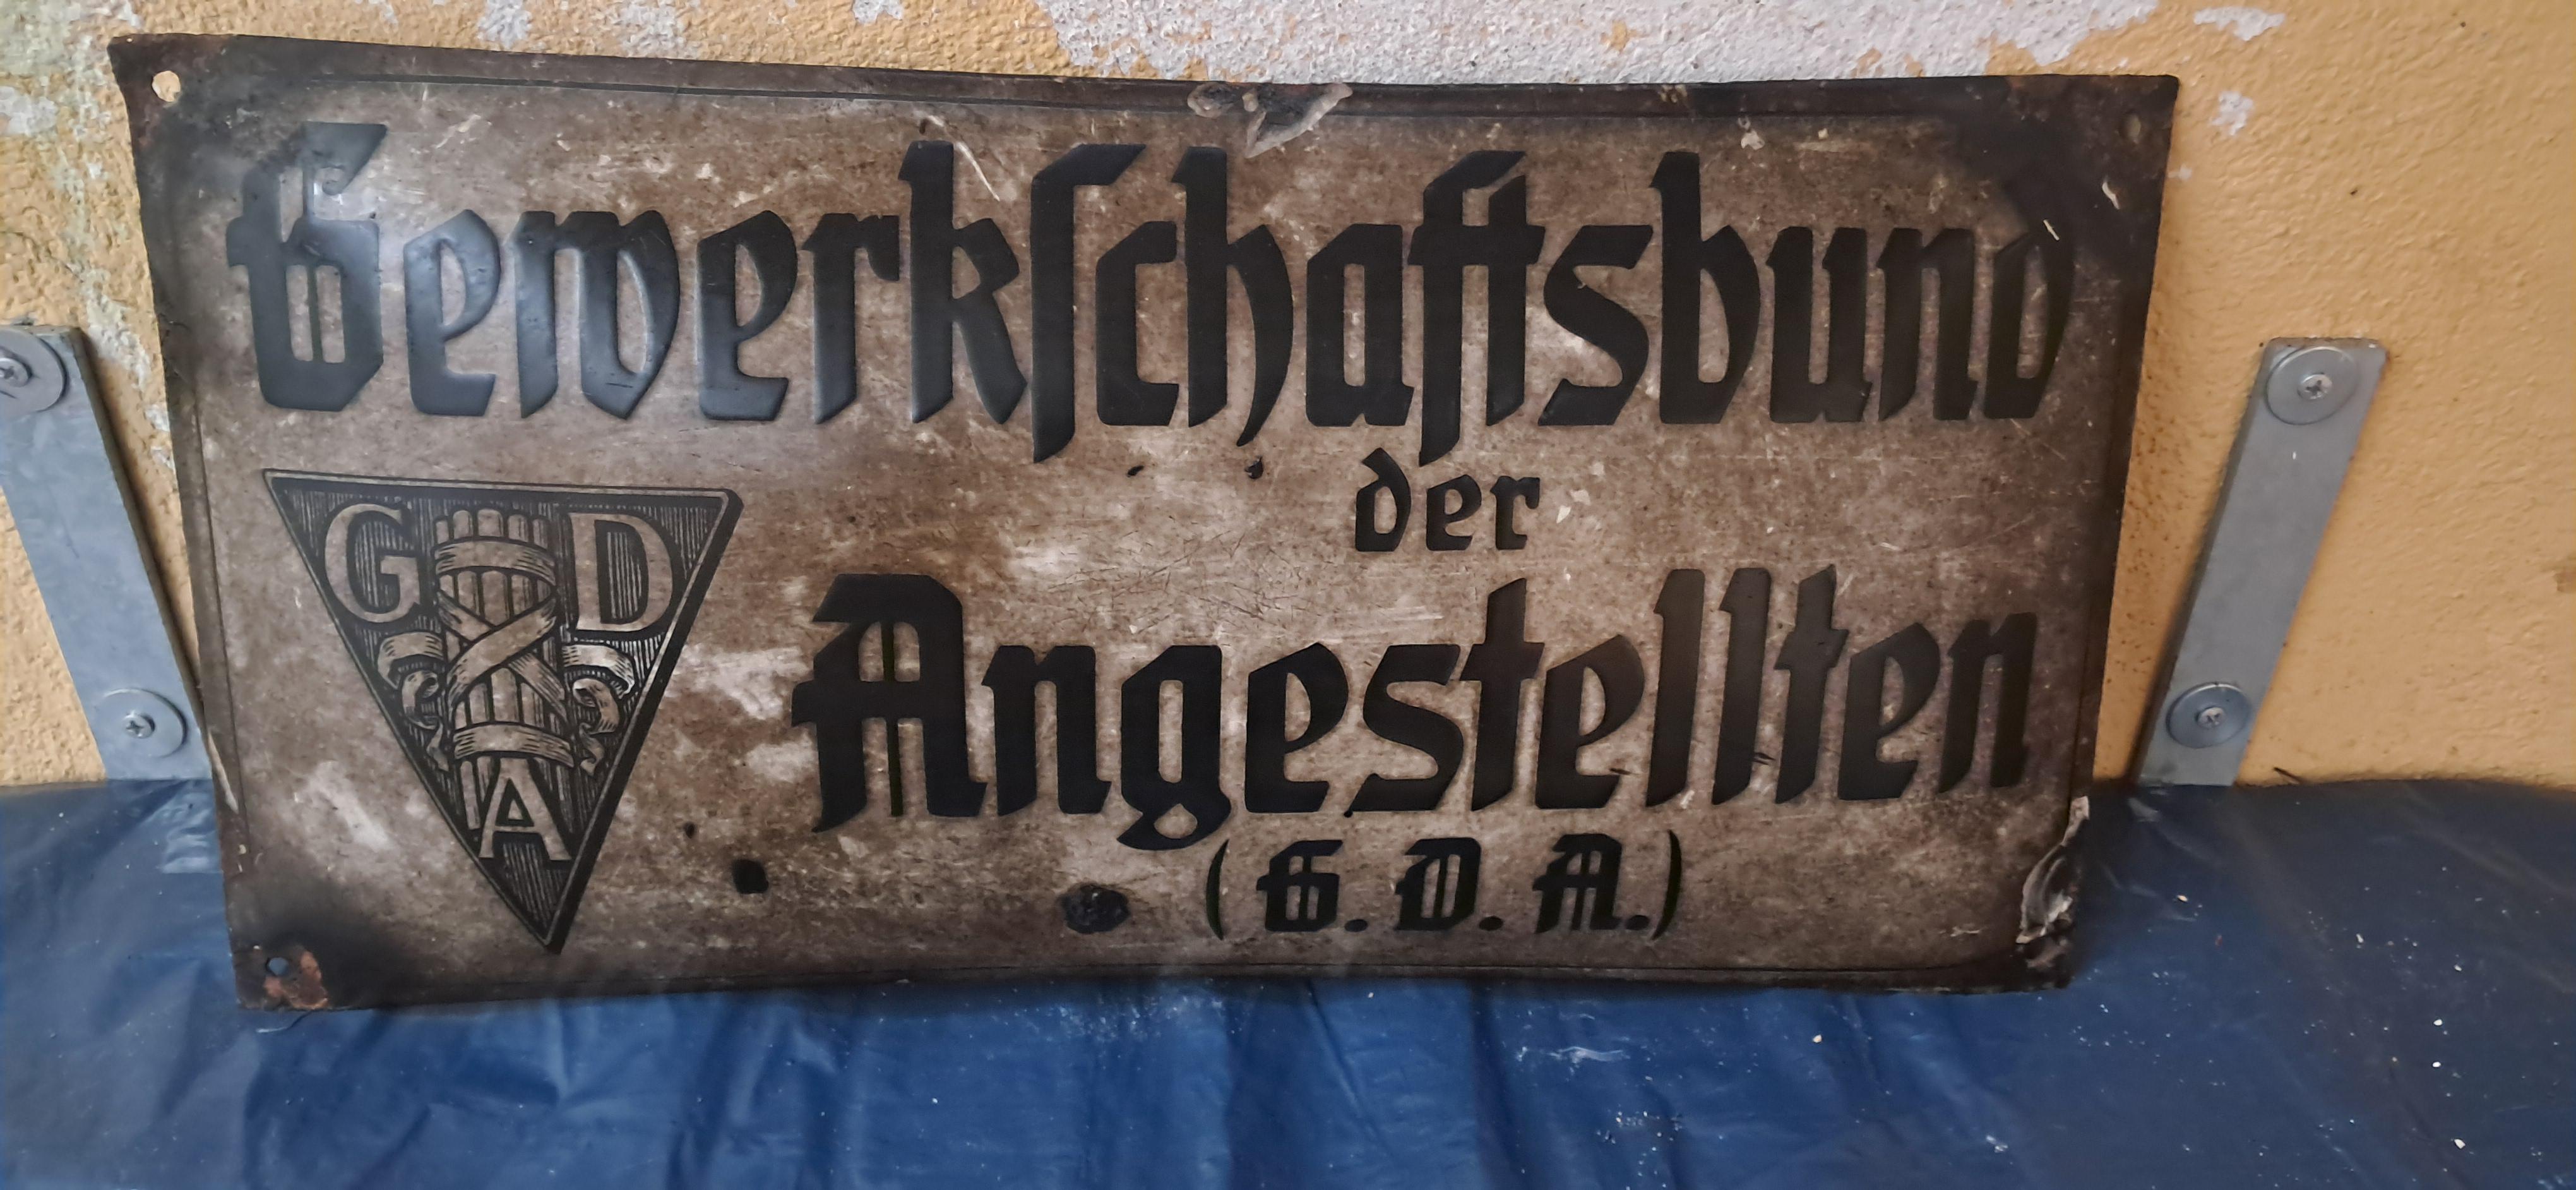 Gewerkſchaftsbund
der
Angestellten
(G. D. A.)
G D
A